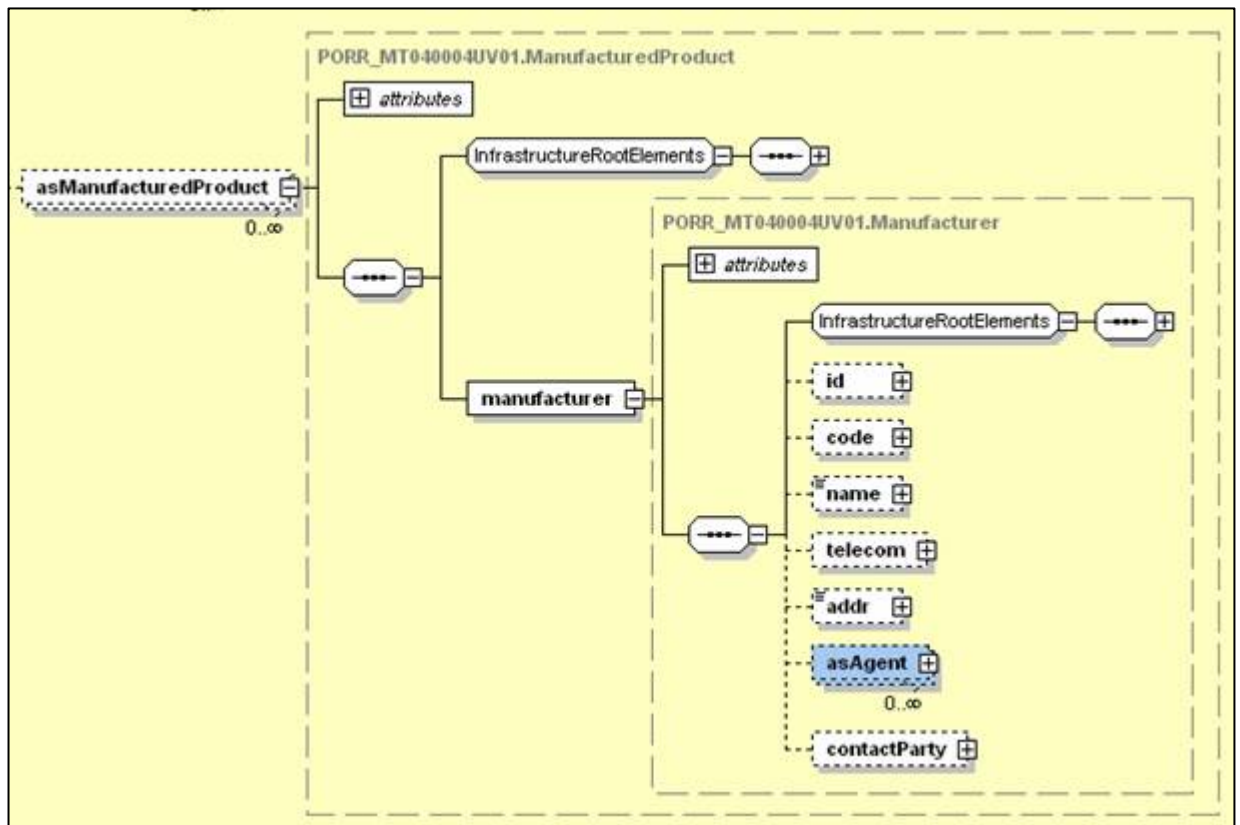 PORR_MT040004UV01.ManufacturedProduct
attributes
InfrastructureRootElements
asManufacturedProduct
0..∞
PORR_MT040004UV01.Manufacturer
attributes
InfrastructureRootElements
id
manufacturer
code
name
telecom
addr
asAgent
0..∞
contactParty